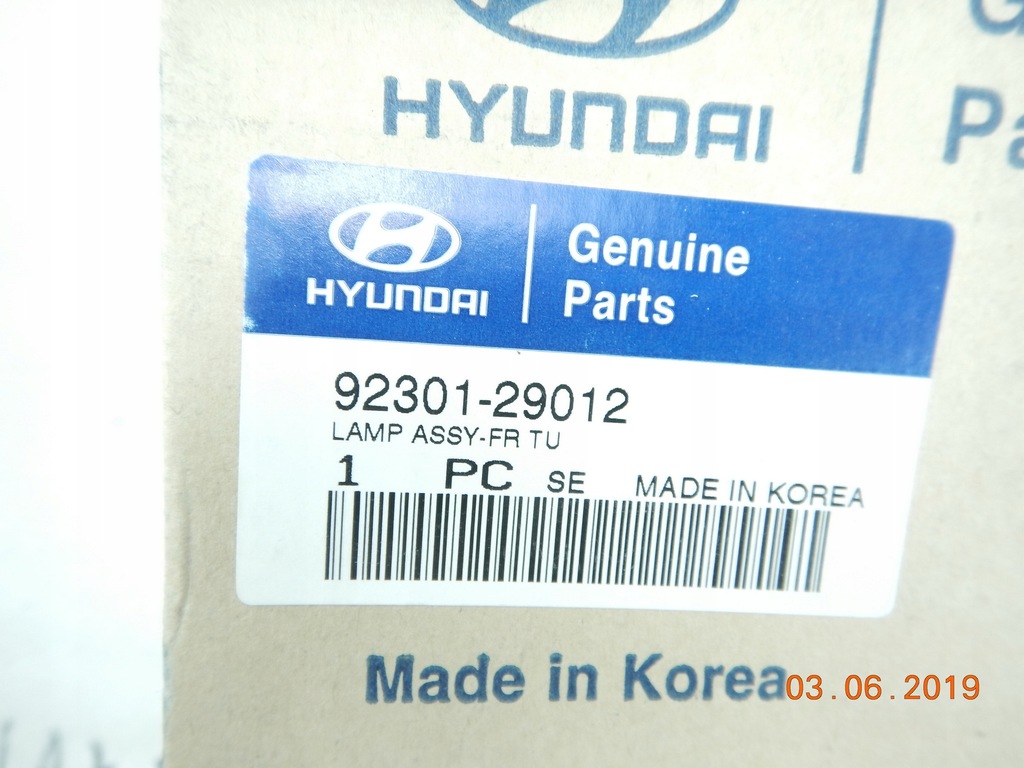 HYUNDAI
HYUNDAI
Genuine
Parts
92301-29012
LAMP ASSY-FR TU
1 PC SE MADE IN KOREA
Made in Korea
03.06.2019